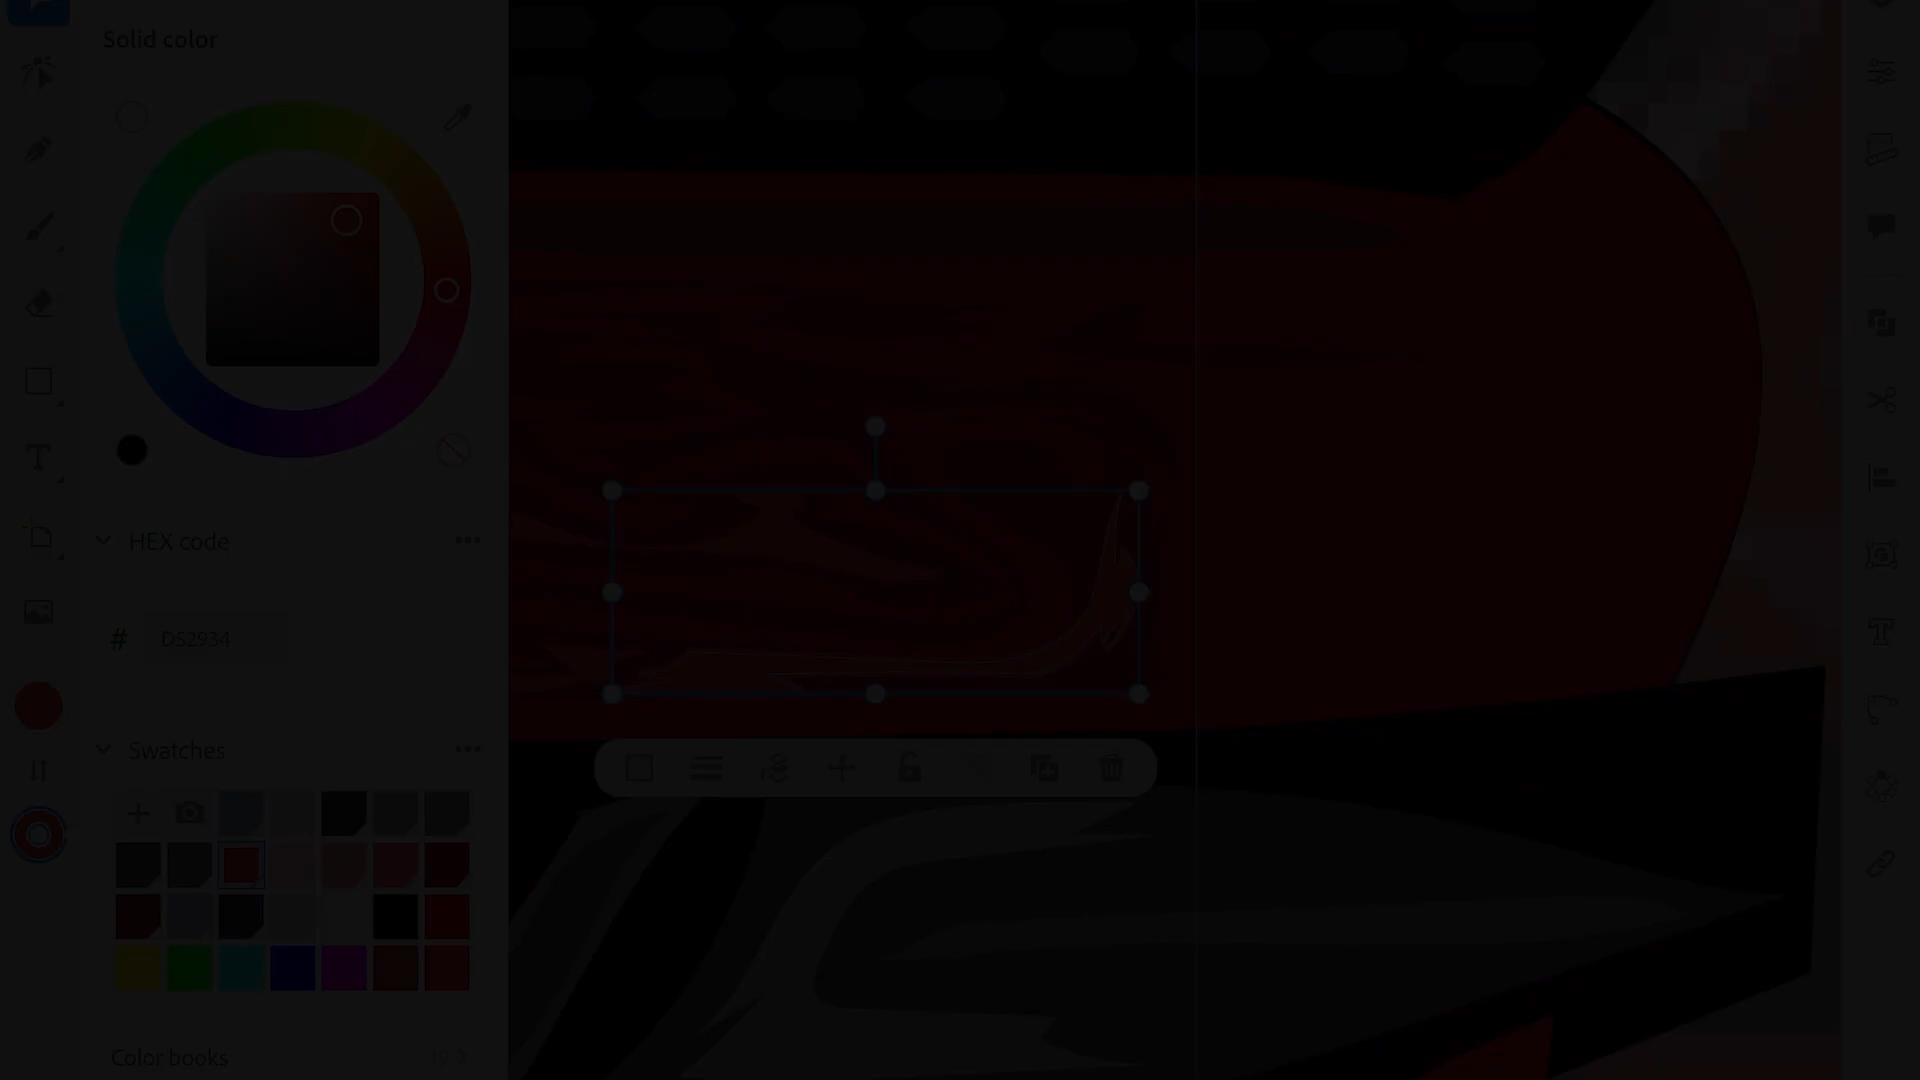 Solid color
HEX code
# D52934
Swatches
Color books